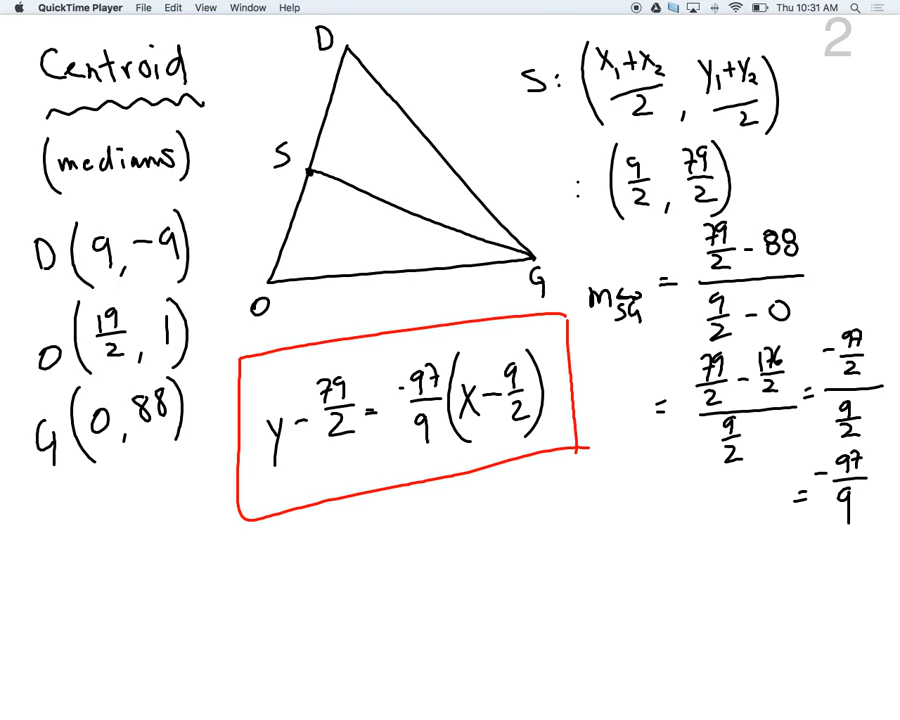 QuickTime Player File Edit View Window Help Thu 10:31 AM
2
Centroid
(medians)
D (9, -9)
O (19/2, 1)
G (0, 88)
D
S
O
G
y - 79/2 = -97/9 (x - 9/2)
S: (x₁+x₂/2, y₁+y₂/2)
: (9/2, 79/2)
m SG = 79/2 - 88 / 9/2 - 0
= 79/2 - 176/2 / 9/2 = -97/2 / 9/2
= -97/9